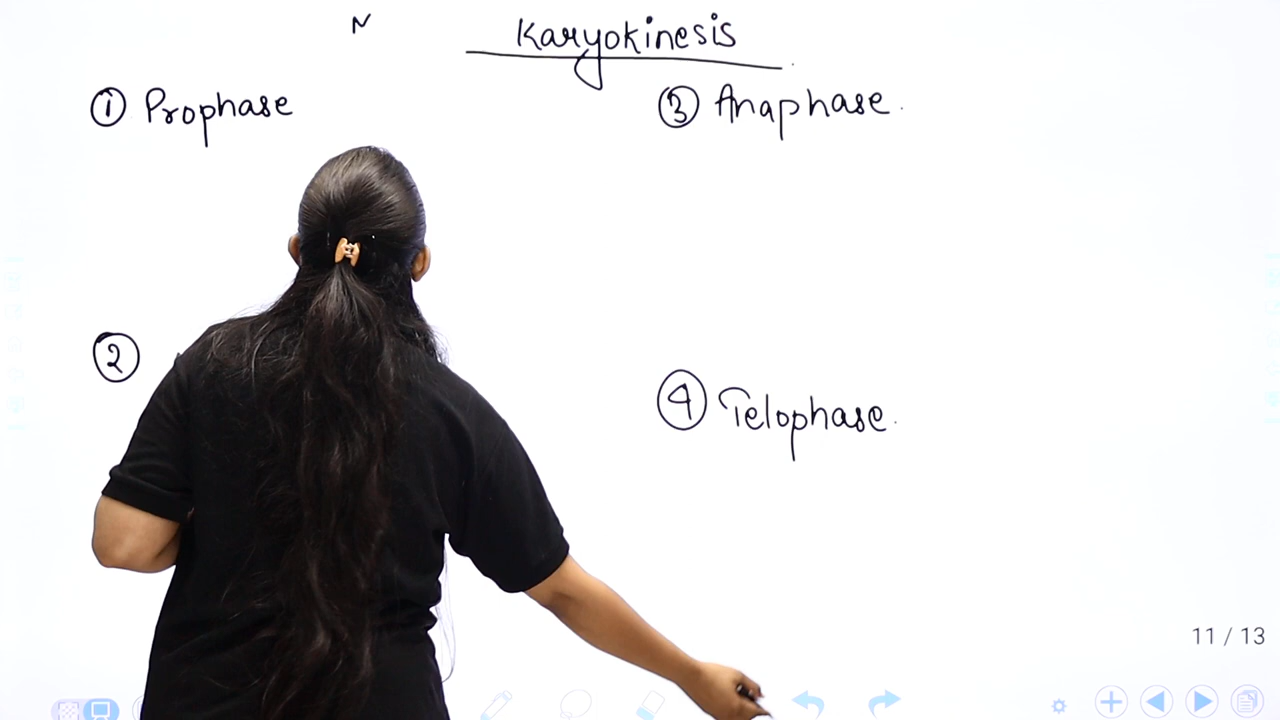 N
Karyokinesis
① Prophase
②
③ Anaphase.
④ Telophase.
11 / 13